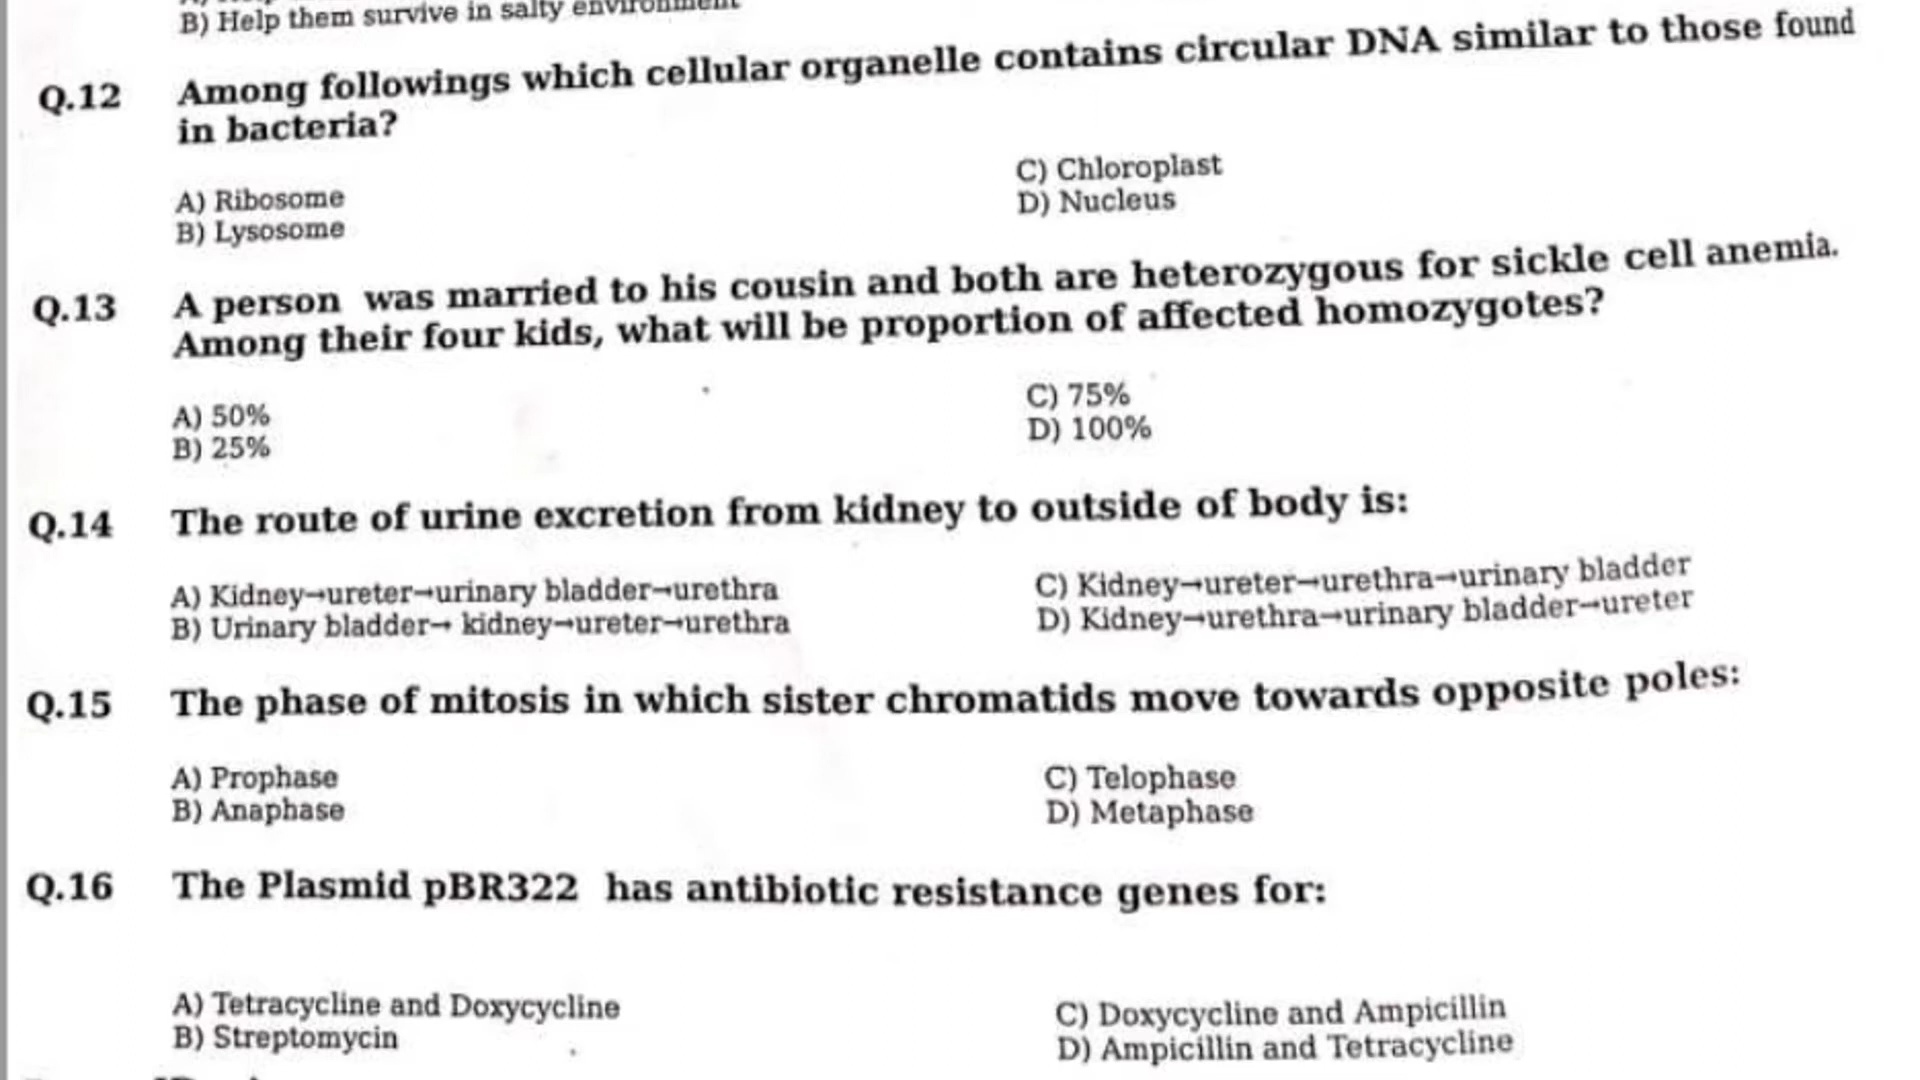 B) Help them survive in salty environment
Q.12 Among followings which cellular organelle contains circular DNA similar to those found
in bacteria?
A) Ribosome
B) Lysosome
C) Chloroplast
D) Nucleus
Q.13 A person was married to his cousin and both are heterozygous for sickle cell anemia.
Among their four kids, what will be proportion of affected homozygotes?
A) 50%
B) 25%
C) 75%
D) 100%
Q.14 The route of urine excretion from kidney to outside of body is:
A) Kidney→ureter→urinary bladder→urethra
B) Urinary bladder→ kidney→ureter→urethra
C) Kidney→ureter→urethra→urinary bladder
D) Kidney→urethra→urinary bladder→ureter
Q.15 The phase of mitosis in which sister chromatids move towards opposite poles:
A) Prophase
B) Anaphase
C) Telophase
D) Metaphase
Q.16 The Plasmid pBR322 has antibiotic resistance genes for:
A) Tetracycline and Doxycycline
B) Streptomycin
C) Doxycycline and Ampicillin
D) Ampicillin and Tetracycline